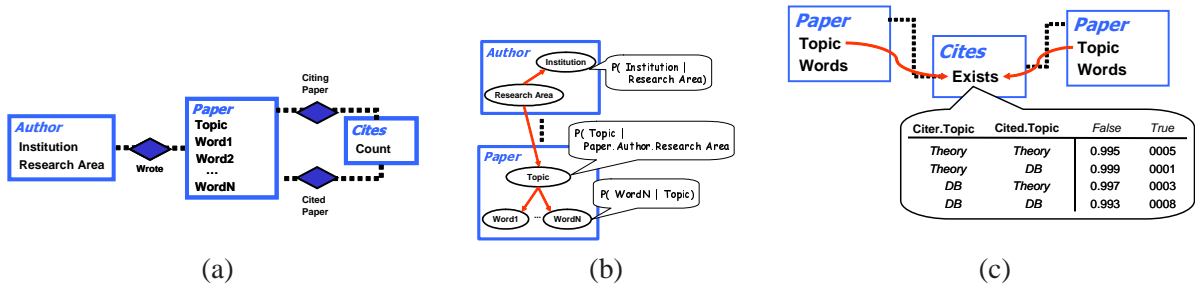 Author
Institution
Research Area
Wrote
Paper
Topic
Word1
Word2
...
WordN
Citing
Paper
Cited
Paper
Cites
Count
(a)
Author
Institution
Research Area
P( Institution |
Research Area)
P( Topic |
Paper.Author.Research Area
Paper
Topic
P( WordN | Topic)
Word1 ... WordN
(b)
Paper
Topic
Words
Cites
Exists
Paper
Topic
Words
Citer.Topic Cited.Topic False True
Theory Theory 0.995 0005
Theory DB 0.999 0001
DB Theory 0.997 0003
DB DB 0.993 0008
(c)